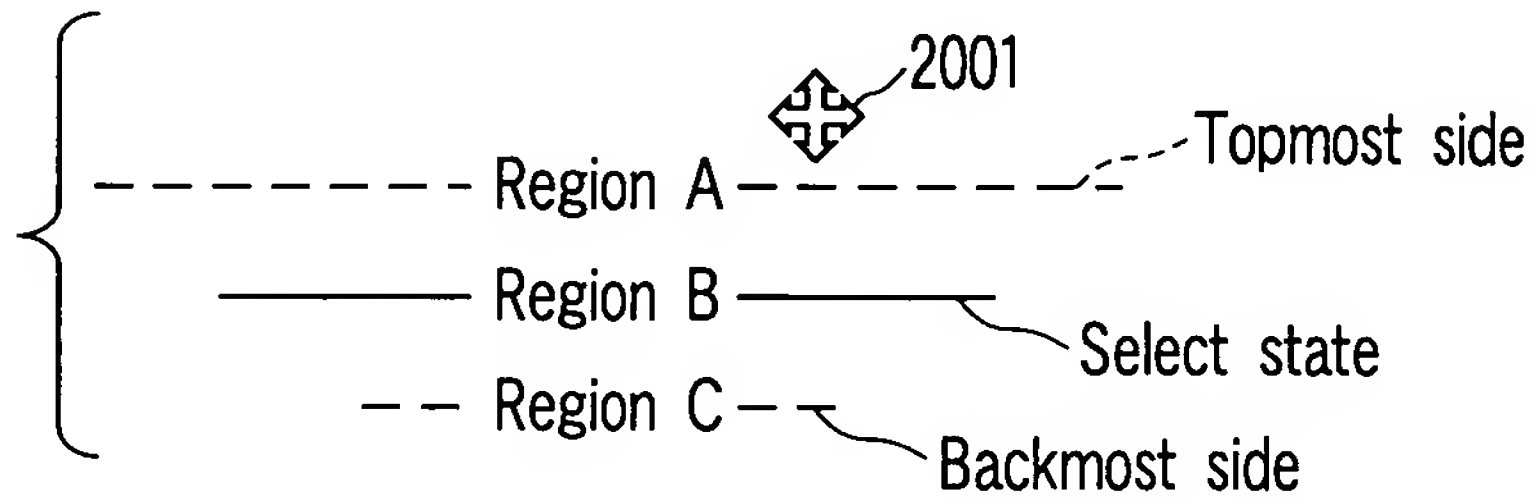 2001
Topmost side
Region A
Region B
Select state
Region C
Backmost side